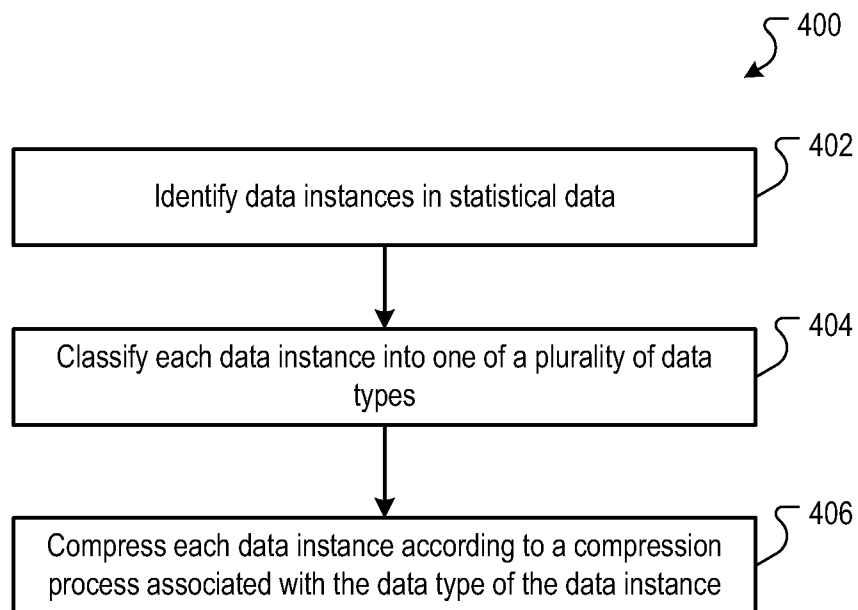 400
402
Identify data instances in statistical data
404
Classify each data instance into one of a plurality of data
types
406
Compress each data instance according to a compression
process associated with the data type of the data instance